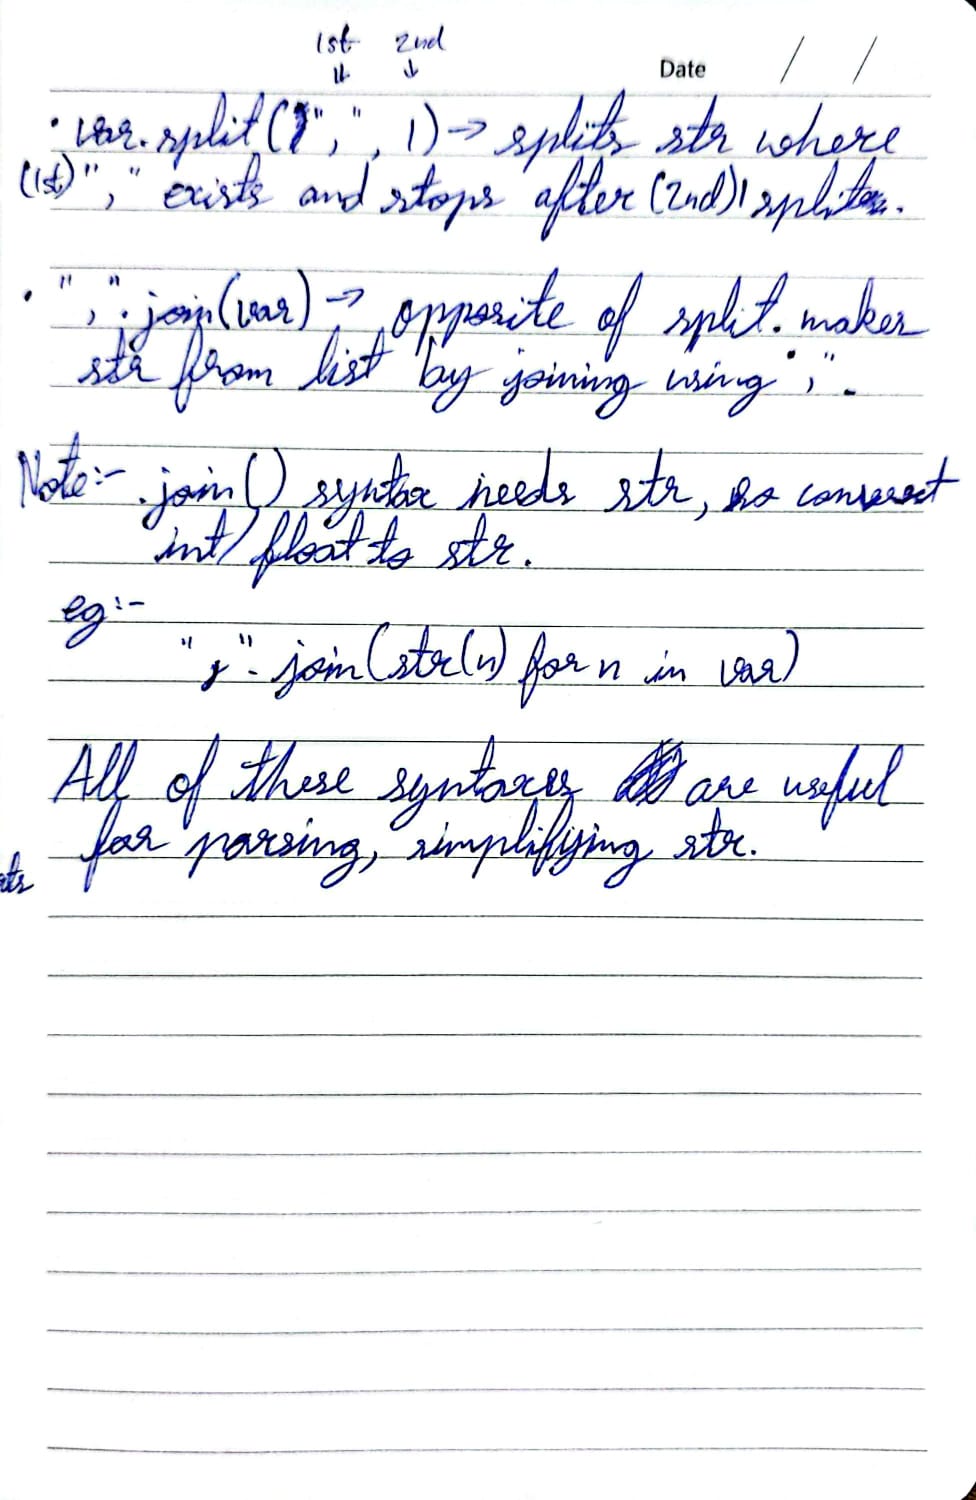 1st 2nd
Date / /
• var.split(",", 1) → splits str where
(1st)"," exists and stops after (2nd)1 split.
• ",".join(var) → opposite of split. makes
str from list by joining using ",".
Note:- .join() syntax needs str, so convert
int/float to str.
eg:-
",".join(str(n) for n in var)
All of these syntaxes are useful
for parsing, simplifying str.